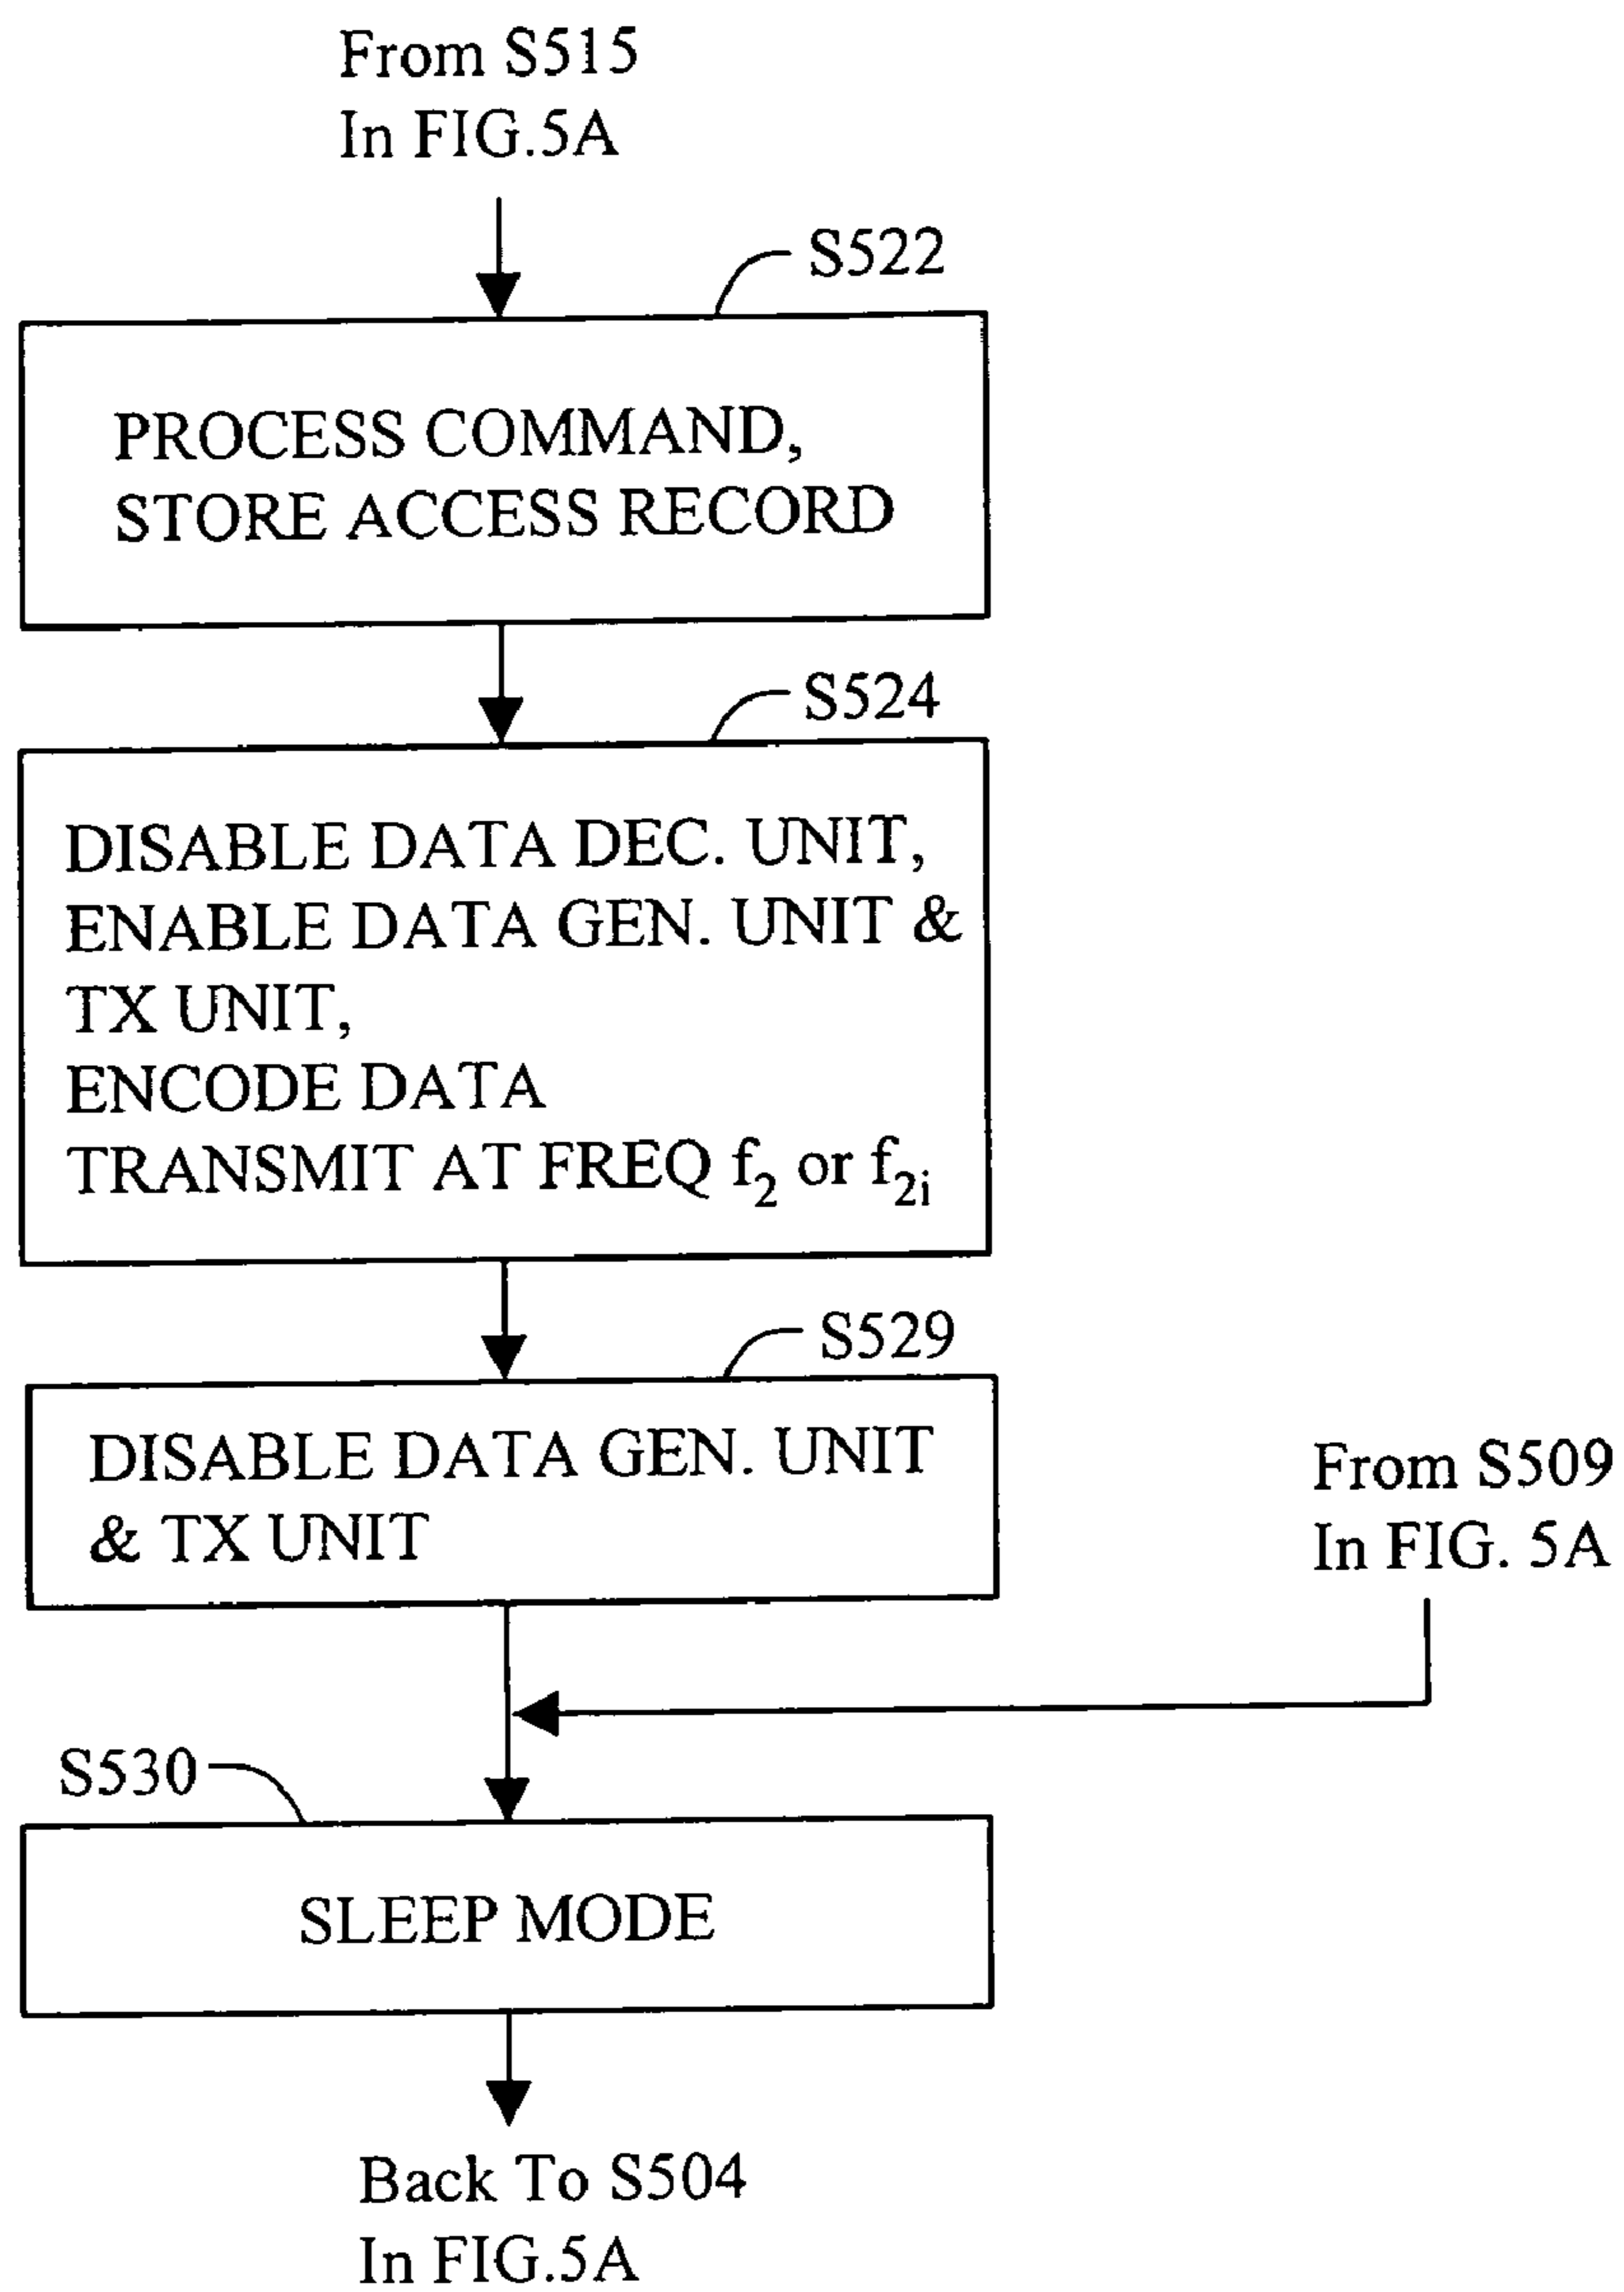 From S515
In FIG.5A
S522
PROCESS COMMAND,
STORE ACCESS RECORD
S524
DISABLE DATA DEC. UNIT,
ENABLE DATA GEN. UNIT &
TX UNIT,
ENCODE DATA
TRANSMIT AT FREQ f₂ or f₂ᵢ
S529
DISABLE DATA GEN. UNIT
& TX UNIT
From S509
In FIG. 5A
S530
SLEEP MODE
Back To S504
In FIG.5A